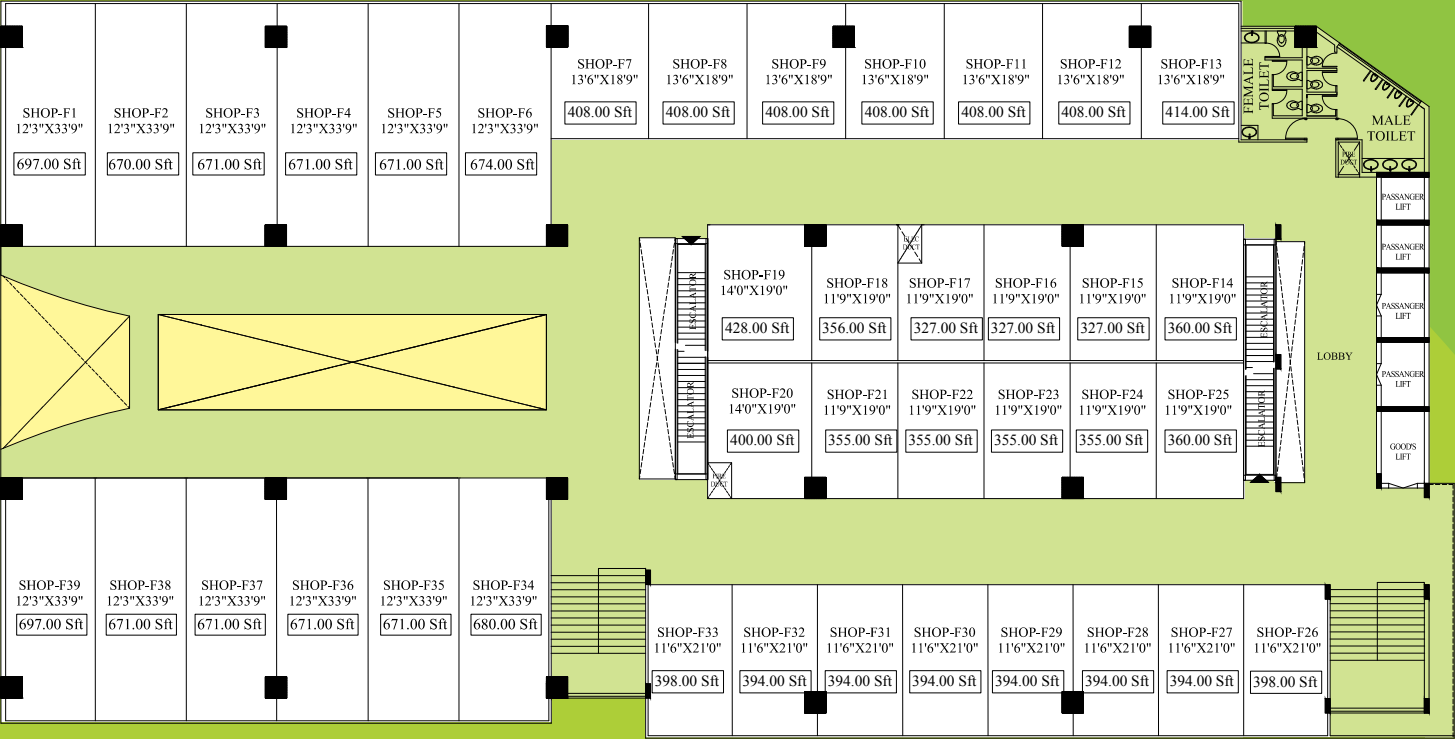 SHOP-F1
12'3"X33'9"
697.00 Sft
SHOP-F2
12'3"X33'9"
670.00 Sft
SHOP-F3
12'3"X33'9"
671.00 Sft
SHOP-F4
12'3"X33'9"
671.00 Sft
SHOP-F5
12'3"X33'9"
671.00 Sft
SHOP-F6
12'3"X33'9"
674.00 Sft
SHOP-F7
13'6"X18'9"
408.00 Sft
SHOP-F8
13'6"X18'9"
408.00 Sft
SHOP-F9
13'6"X18'9"
408.00 Sft
SHOP-F10
13'6"X18'9"
408.00 Sft
SHOP-F11
13'6"X18'9"
408.00 Sft
SHOP-F12
13'6"X18'9"
408.00 Sft
SHOP-F13
13'6"X18'9"
414.00 Sft
FEMALE
TOILET
MALE
TOILET
FIRE
DUCT
PASSANGER
LIFT
PASSANGER
LIFT
PASSANGER
LIFT
PASSANGER
LIFT
GOOD'S
LIFT
LOBBY
ESCALATOR
ESCALATOR
SHOP-F19
14'0"X19'0"
428.00 Sft
SHOP-F18
11'9"X19'0"
356.00 Sft
ELEC
DUCT
SHOP-F17
11'9"X19'0"
327.00 Sft
SHOP-F16
11'9"X19'0"
327.00 Sft
SHOP-F15
11'9"X19'0"
327.00 Sft
SHOP-F14
11'9"X19'0"
360.00 Sft
ESCALATOR
ESCALATOR
SHOP-F20
14'0"X19'0"
400.00 Sft
FIRE
DUCT
SHOP-F21
11'9"X19'0"
355.00 Sft
SHOP-F22
11'9"X19'0"
355.00 Sft
SHOP-F23
11'9"X19'0"
355.00 Sft
SHOP-F24
11'9"X19'0"
355.00 Sft
SHOP-F25
11'9"X19'0"
360.00 Sft
SHOP-F39
12'3"X33'9"
697.00 Sft
SHOP-F38
12'3"X33'9"
671.00 Sft
SHOP-F37
12'3"X33'9"
671.00 Sft
SHOP-F36
12'3"X33'9"
671.00 Sft
SHOP-F35
12'3"X33'9"
671.00 Sft
SHOP-F34
12'3"X33'9"
680.00 Sft
SHOP-F33
11'6"X21'0"
398.00 Sft
SHOP-F32
11'6"X21'0"
394.00 Sft
SHOP-F31
11'6"X21'0"
394.00 Sft
SHOP-F30
11'6"X21'0"
394.00 Sft
SHOP-F29
11'6"X21'0"
394.00 Sft
SHOP-F28
11'6"X21'0"
394.00 Sft
SHOP-F27
11'6"X21'0"
394.00 Sft
SHOP-F26
11'6"X21'0"
398.00 Sft